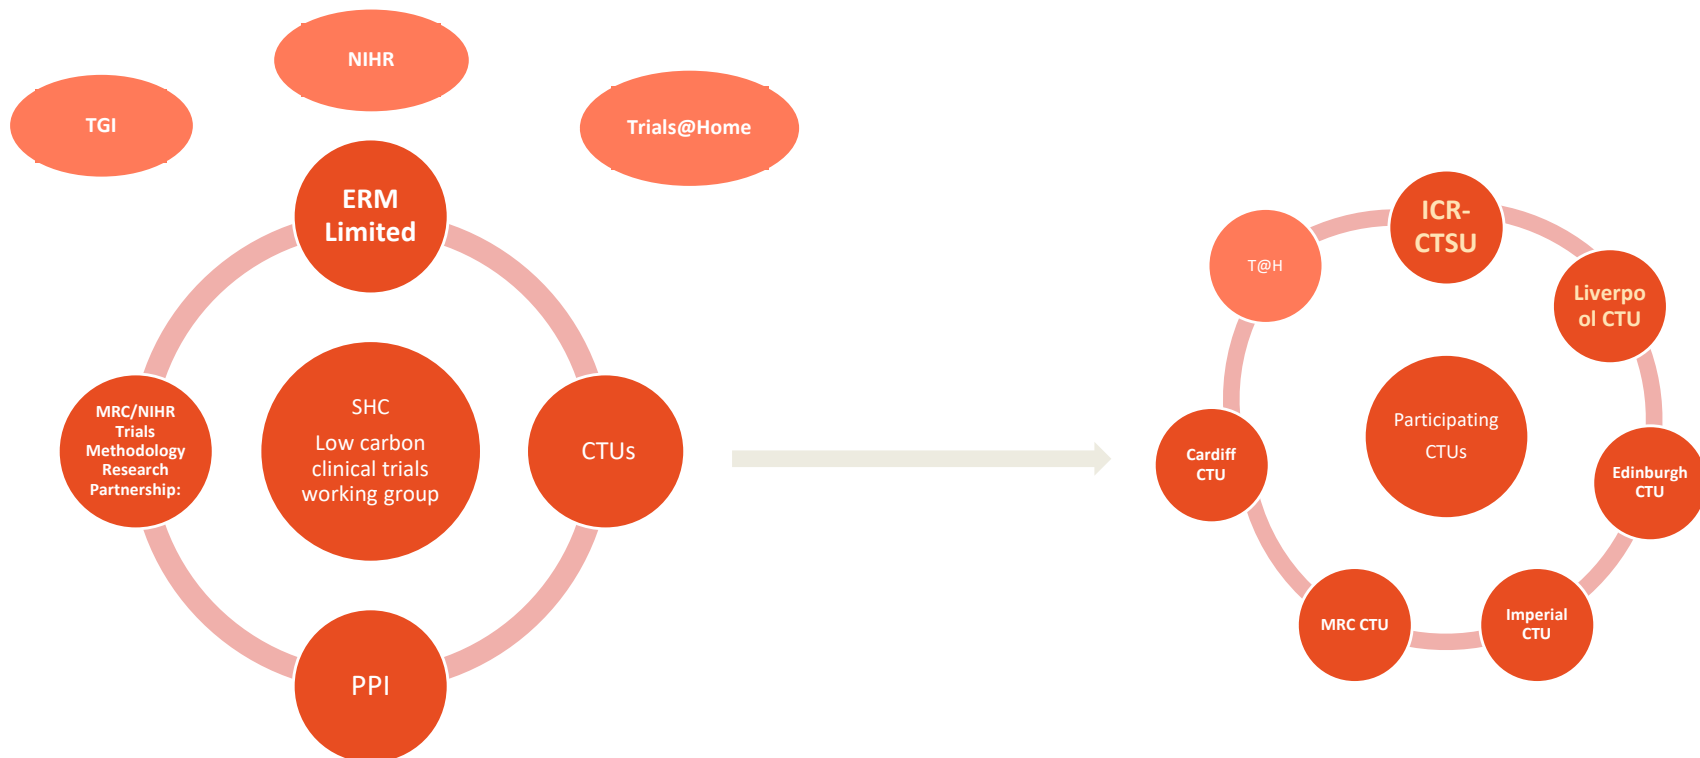 NIHR
TGI
Trials@Home
ERM
Limited
MRC/NIHR
Trials
Methodology
Research
Partnership:
SHC
Low carbon
clinical trials
working group
CTUs
PPI
ICR-
CTSU
T@H
Liverpo
ol CTU
Participating
CTUs
Cardiff
CTU
Edinburgh
CTU
MRC CTU
Imperial
CTU